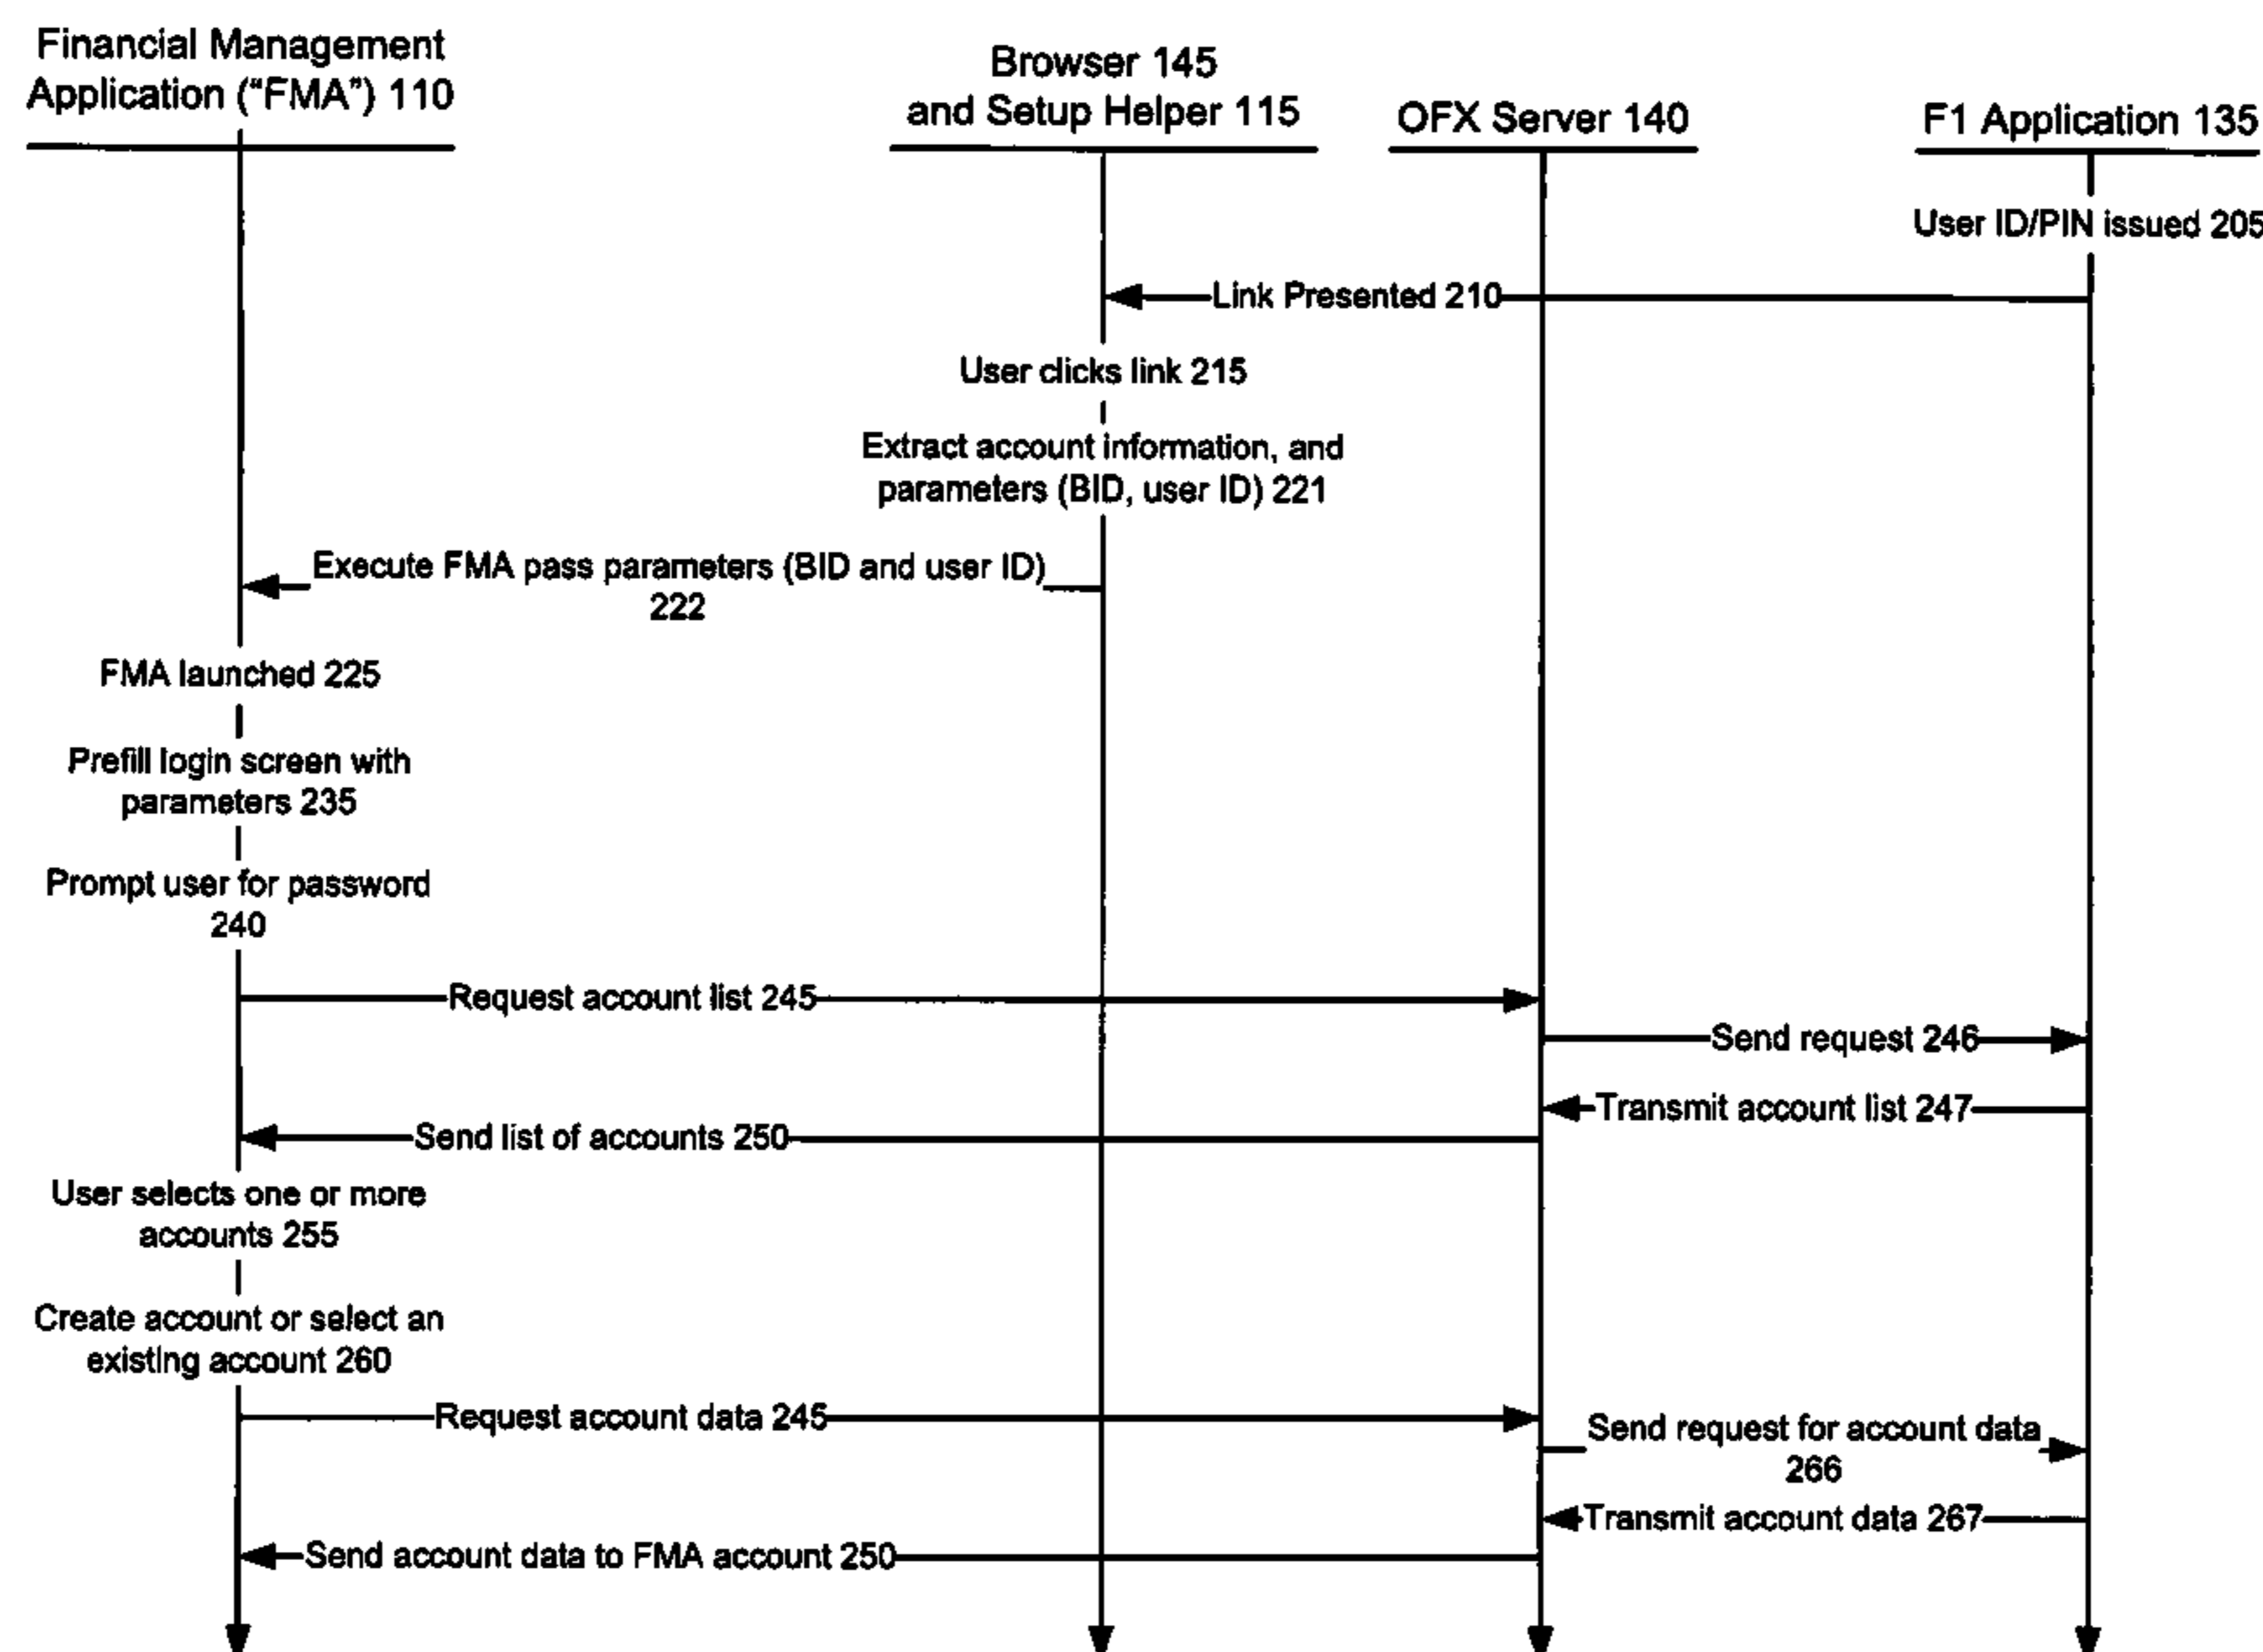 Financial Management
Application ("FMA") 110
Browser 145
and Setup Helper 115
OFX Server 140
F1 Application 135
User ID/PIN issued 205
Link Presented 210
User clicks link 215
Extract account information, and
parameters (BID, user ID) 221
Execute FMA pass parameters (BID and user ID)
222
FMA launched 225
Prefill login screen with
parameters 235
Prompt user for password
240
Request account list 245
Send request 246
Transmit account list 247
Send list of accounts 250
User selects one or more
accounts 255
Create account or select an
existing account 260
Request account data 245
Send request for account data
266
Transmit account data 267
Send account data to FMA account 250